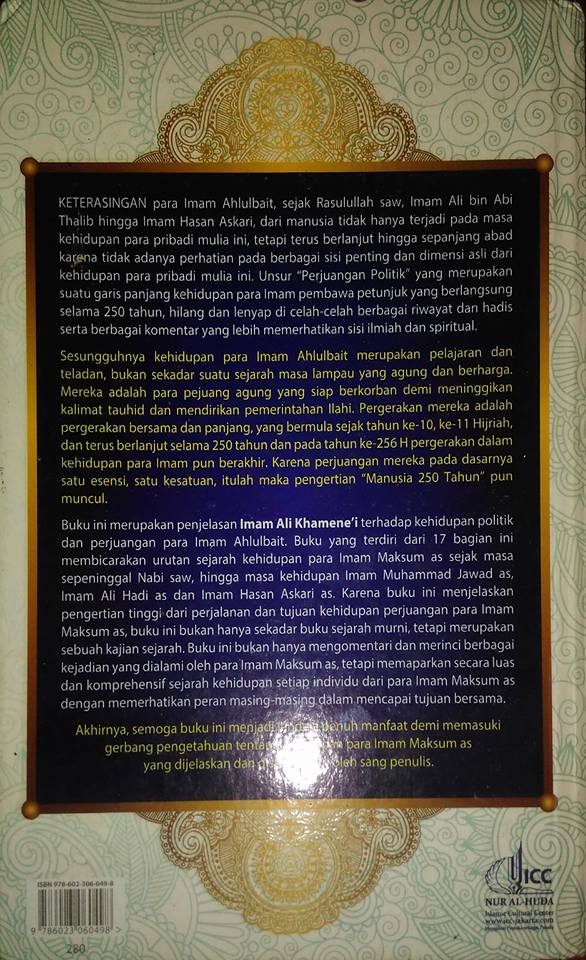 KETERASINGAN para Imam Ahlulbait, sejak Rasulullah saw, Imam Ali bin Abi
Thalib hingga Imam Hasan Askari, dari manusia tidak hanya terjadi pada masa
kehidupan para pribadi mulia ini, tetapi terus berlanjut hingga sepanjang abad
karena tidak adanya perhatian pada berbagai sisi penting dan dimensi asli dari
kehidupan para pribadi mulia ini. Unsur "Perjuangan Politik" yang merupakan
suatu garis panjang kehidupan para Imam pembawa petunjuk yang berlangsung
selama 250 tahun, hilang dan lenyap di celah-celah berbagai riwayat dan hadis
serta berbagai komentar yang lebih memerhatikan sisi ilmiah dan spiritual.
Sesungguhnya kehidupan para Imam Ahlulbait merupakan pelajaran dan
teladan, bukan sekadar suatu sejarah masa lampau yang agung dan berharga.
Mereka adalah para pejuang agung yang siap berkorban demi meninggikan
kalimat tauhid dan mendirikan pemerintahan Ilahi. Pergerakan mereka adalah
pergerakan bersama dan panjang, yang bermula sejak tahun ke-10, ke-11 Hijriah,
dan terus berlanjut selama 250 tahun dan pada tahun ke-256 H pergerakan dalam
kehidupan para Imam pun berakhir. Karena perjuangan mereka pada dasarnya
satu esensi, satu kesatuan, itulah maka pengertian "Manusia 250 Tahun" pun
muncul.
Buku ini merupakan penjelasan Imam Ali Khamene'i terhadap kehidupan politik
dan perjuangan para Imam Ahlulbait. Buku yang terdiri dari 17 bagian ini
membicarakan urutan sejarah kehidupan para Imam Maksum as sejak masa
sepeninggal Nabi saw, hingga masa kehidupan Imam Muhammad Jawad as,
Imam Ali Hadi as dan Imam Hasan Askari as. Karena buku ini menjelaskan
pengertian tinggi dari perjalanan dan tujuan kehidupan perjuangan para Imam
Maksum as, buku ini bukan hanya sekadar buku sejarah murni, tetapi merupakan
sebuah kajian sejarah. Buku ini bukan hanya mengomentari dan merinci berbagai
kejadian yang dialami oleh para Imam Maksum as, tetapi memaparkan secara luas
dan komprehensif sejarah kehidupan setiap individu dari para Imam Maksum as
dengan memerhatikan peran masing-masing dalam mencapai tujuan bersama.
Akhirnya, semoga buku ini menjadi penuh manfaat demi memasuki
gerbang pengetahuan para Imam Maksum as
yang dijelaskan dan oleh sang penulis.
ISBN 978-602-306-049-8
9 786023 060498 >
280
ICC
NUR AL-HUDA
Islamic Cultural Center
www.icc-jakarta.com